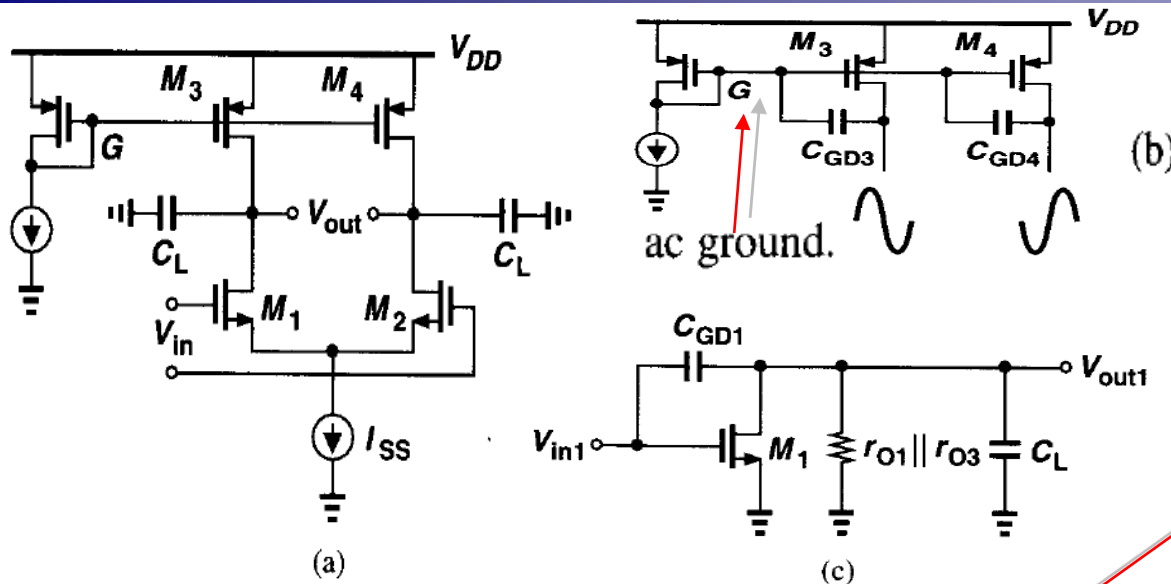 V_DD
M_3
M_4
G
V_out
C_L
C_L
M_1
M_2
V_in
I_SS
(a)
V_DD
M_3
M_4
G
C_GD3
C_GD4
(b)
ac ground.
C_GD1
V_out1
V_in1
M_1
r_O1 || r_O3
C_L
(c)